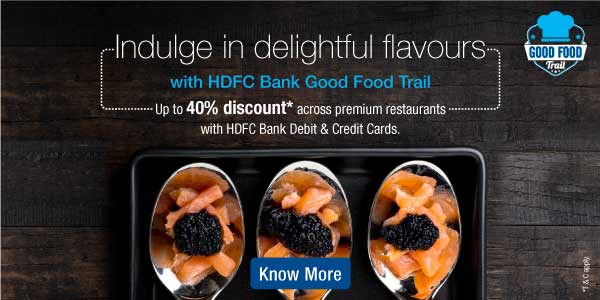 Indulge in delightful flavours
with HDFC Bank Good Food Trail
Up to 40% discount* across premium restaurants
with HDFC Bank Debit & Credit Cards.
GOOD FOOD
Trail
Know More
*T & C apply